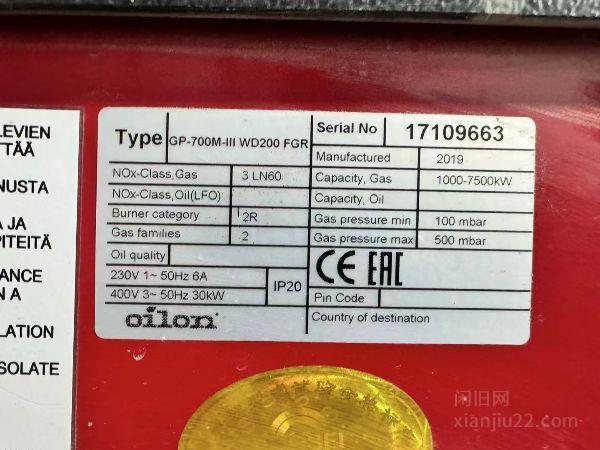 LEVIEN
TTÄÄ
NUSTA
JA JA
PITEITÄ
ANCE
N A
LATION
SOLATE
Type GP-700M-III WD200 FGR
NOx-Class,Gas 3 LN60
NOx-Class,Oil(LFO)
Burner category 2R
Gas families 2
Oil quality
230V 1~ 50Hz 6A
400V 3~ 50Hz 30kW
IP20
oilon
Serial No 17109663
Manufactured 2019
Capacity, Gas 1000-7500kW
Capacity, Oil
Gas pressure min 100 mbar
Gas pressure max 500 mbar
CE EAC
Pin Code
Country of destination
闲旧网
xianjiu22.com